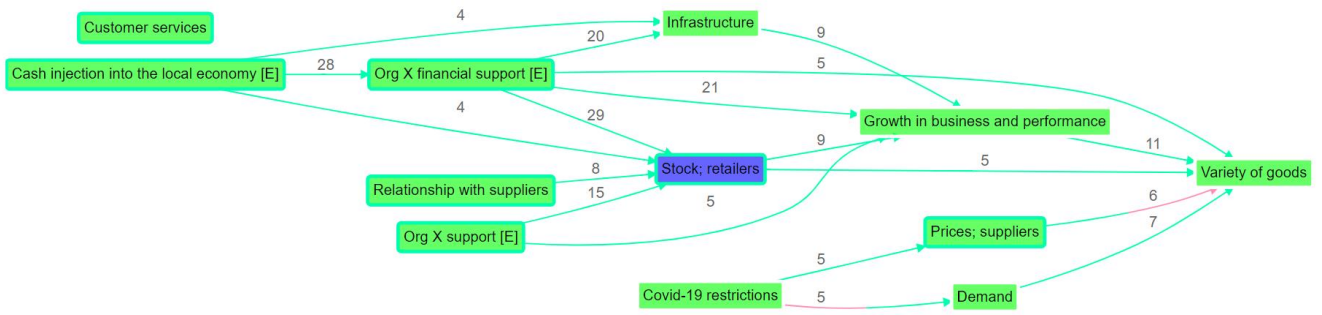 Customer services
4
Infrastructure
20
9
Cash injection into the local economy [E]
28
Org X financial support [E]
5
21
4
29
Growth in business and performance
9
11
Stock; retailers
5
Variety of goods
8
Relationship with suppliers
15
5
6
Org X support [E]
Prices; suppliers
7
5
Covid-19 restrictions
5
Demand